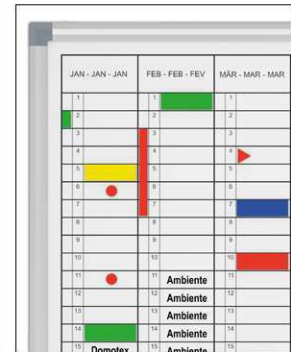 JAN - JAN - JAN FEB - FEB - FEV MÄR - MAR - MAR
1 1 1
2 2 2
3 3 3
4 4 4
5 5 5
6 6 6
7 7 7
8 8 8
9 9 9
10 10 10
11 11 Ambiente 11
12 12 Ambiente 12
13 13 Ambiente 13
14 14 Ambiente 14
15 Domotex 15 Ambiente 15